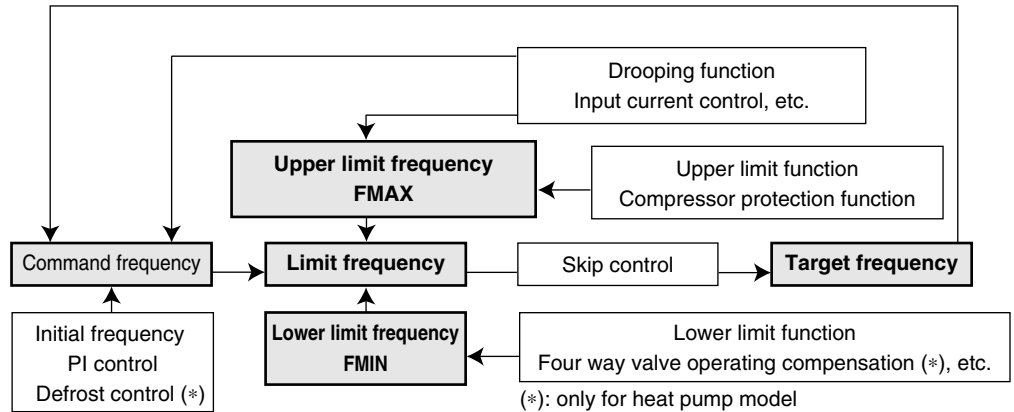 Drooping function
Input current control, etc.
Upper limit frequency
FMAX
Upper limit function
Compressor protection function
Command frequency
Limit frequency
Skip control
Target frequency
Initial frequency
PI control
Defrost control (*)
Lower limit frequency
FMIN
Lower limit function
Four way valve operating compensation (*), etc.
(*): only for heat pump model